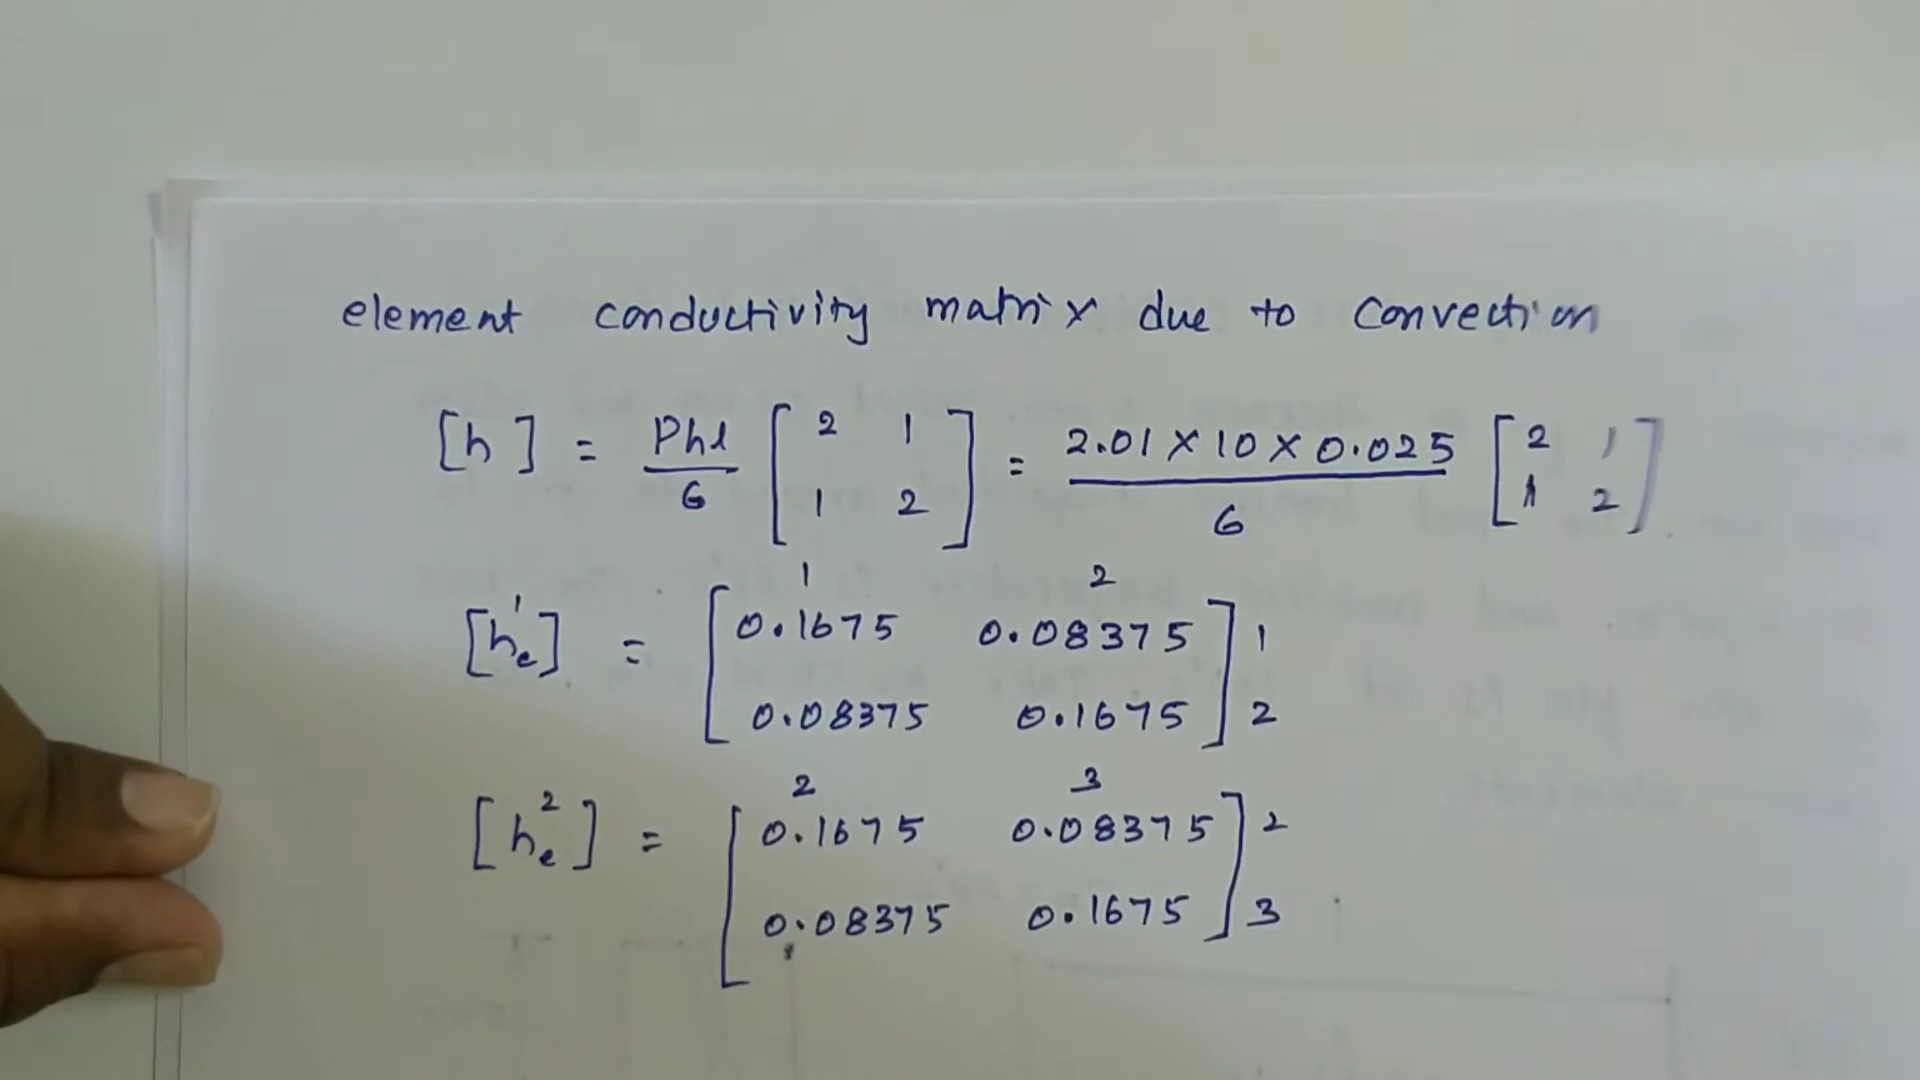 element conductivity matrix due to convection
[h] = Phl/6 [2 1; 1 2] = 2.01 X 10 X 0.025/6 [2 1; 1 2]
1 2
[h¹e] = [0.1675 0.08375] 1
[0.08375 0.1675] 2
2 3
[h²e] = [0.1675 0.08375] 2
[0.08375 0.1675] 3